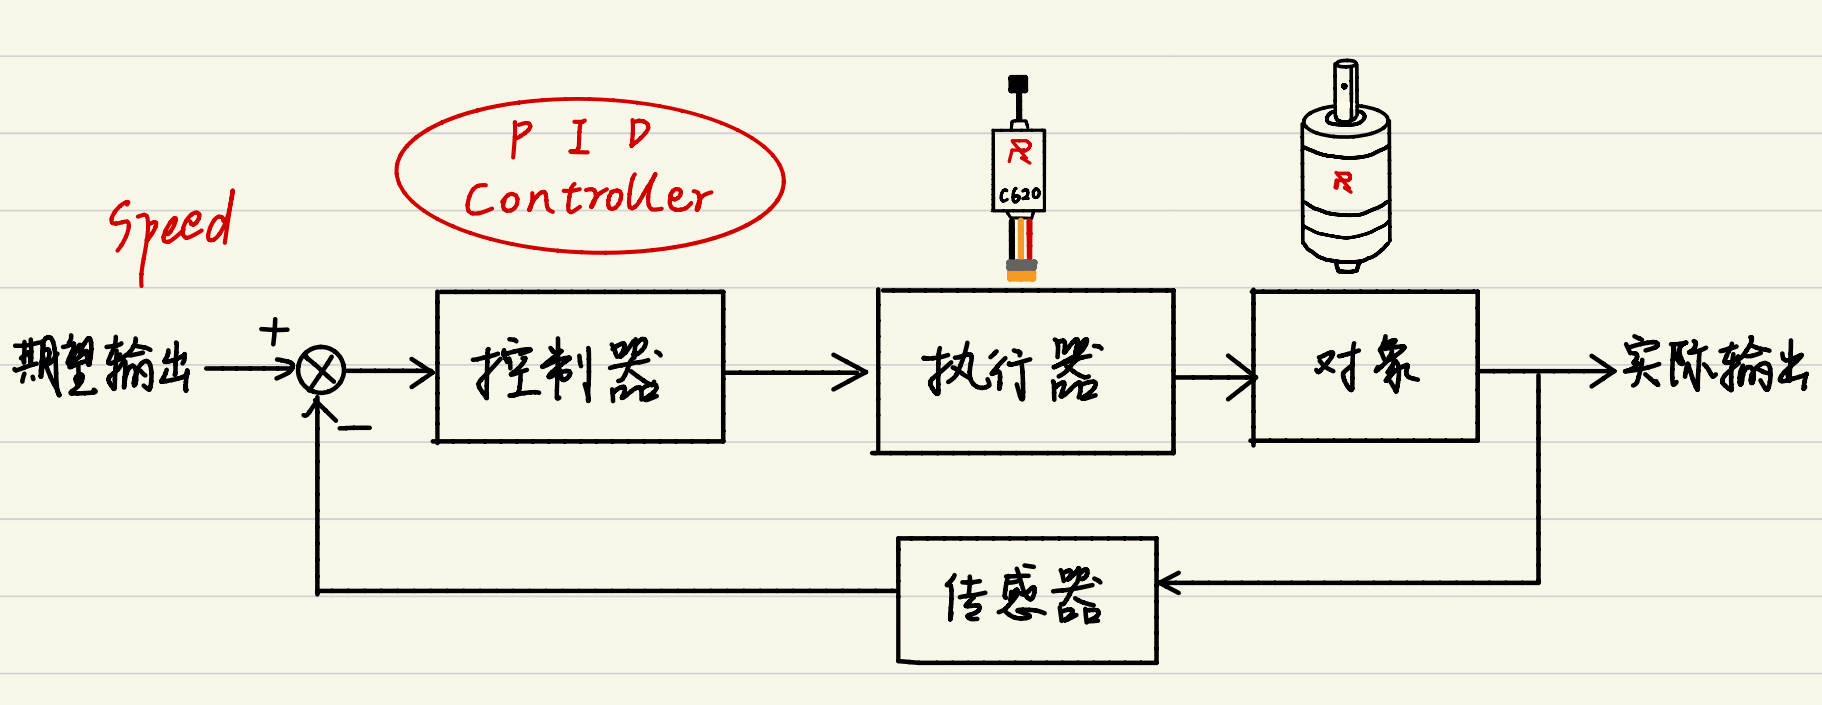 P I D
Controller
R
C620
R
Speed
期望输出
+
控制器
执行器
对象
实际输出
−
传感器